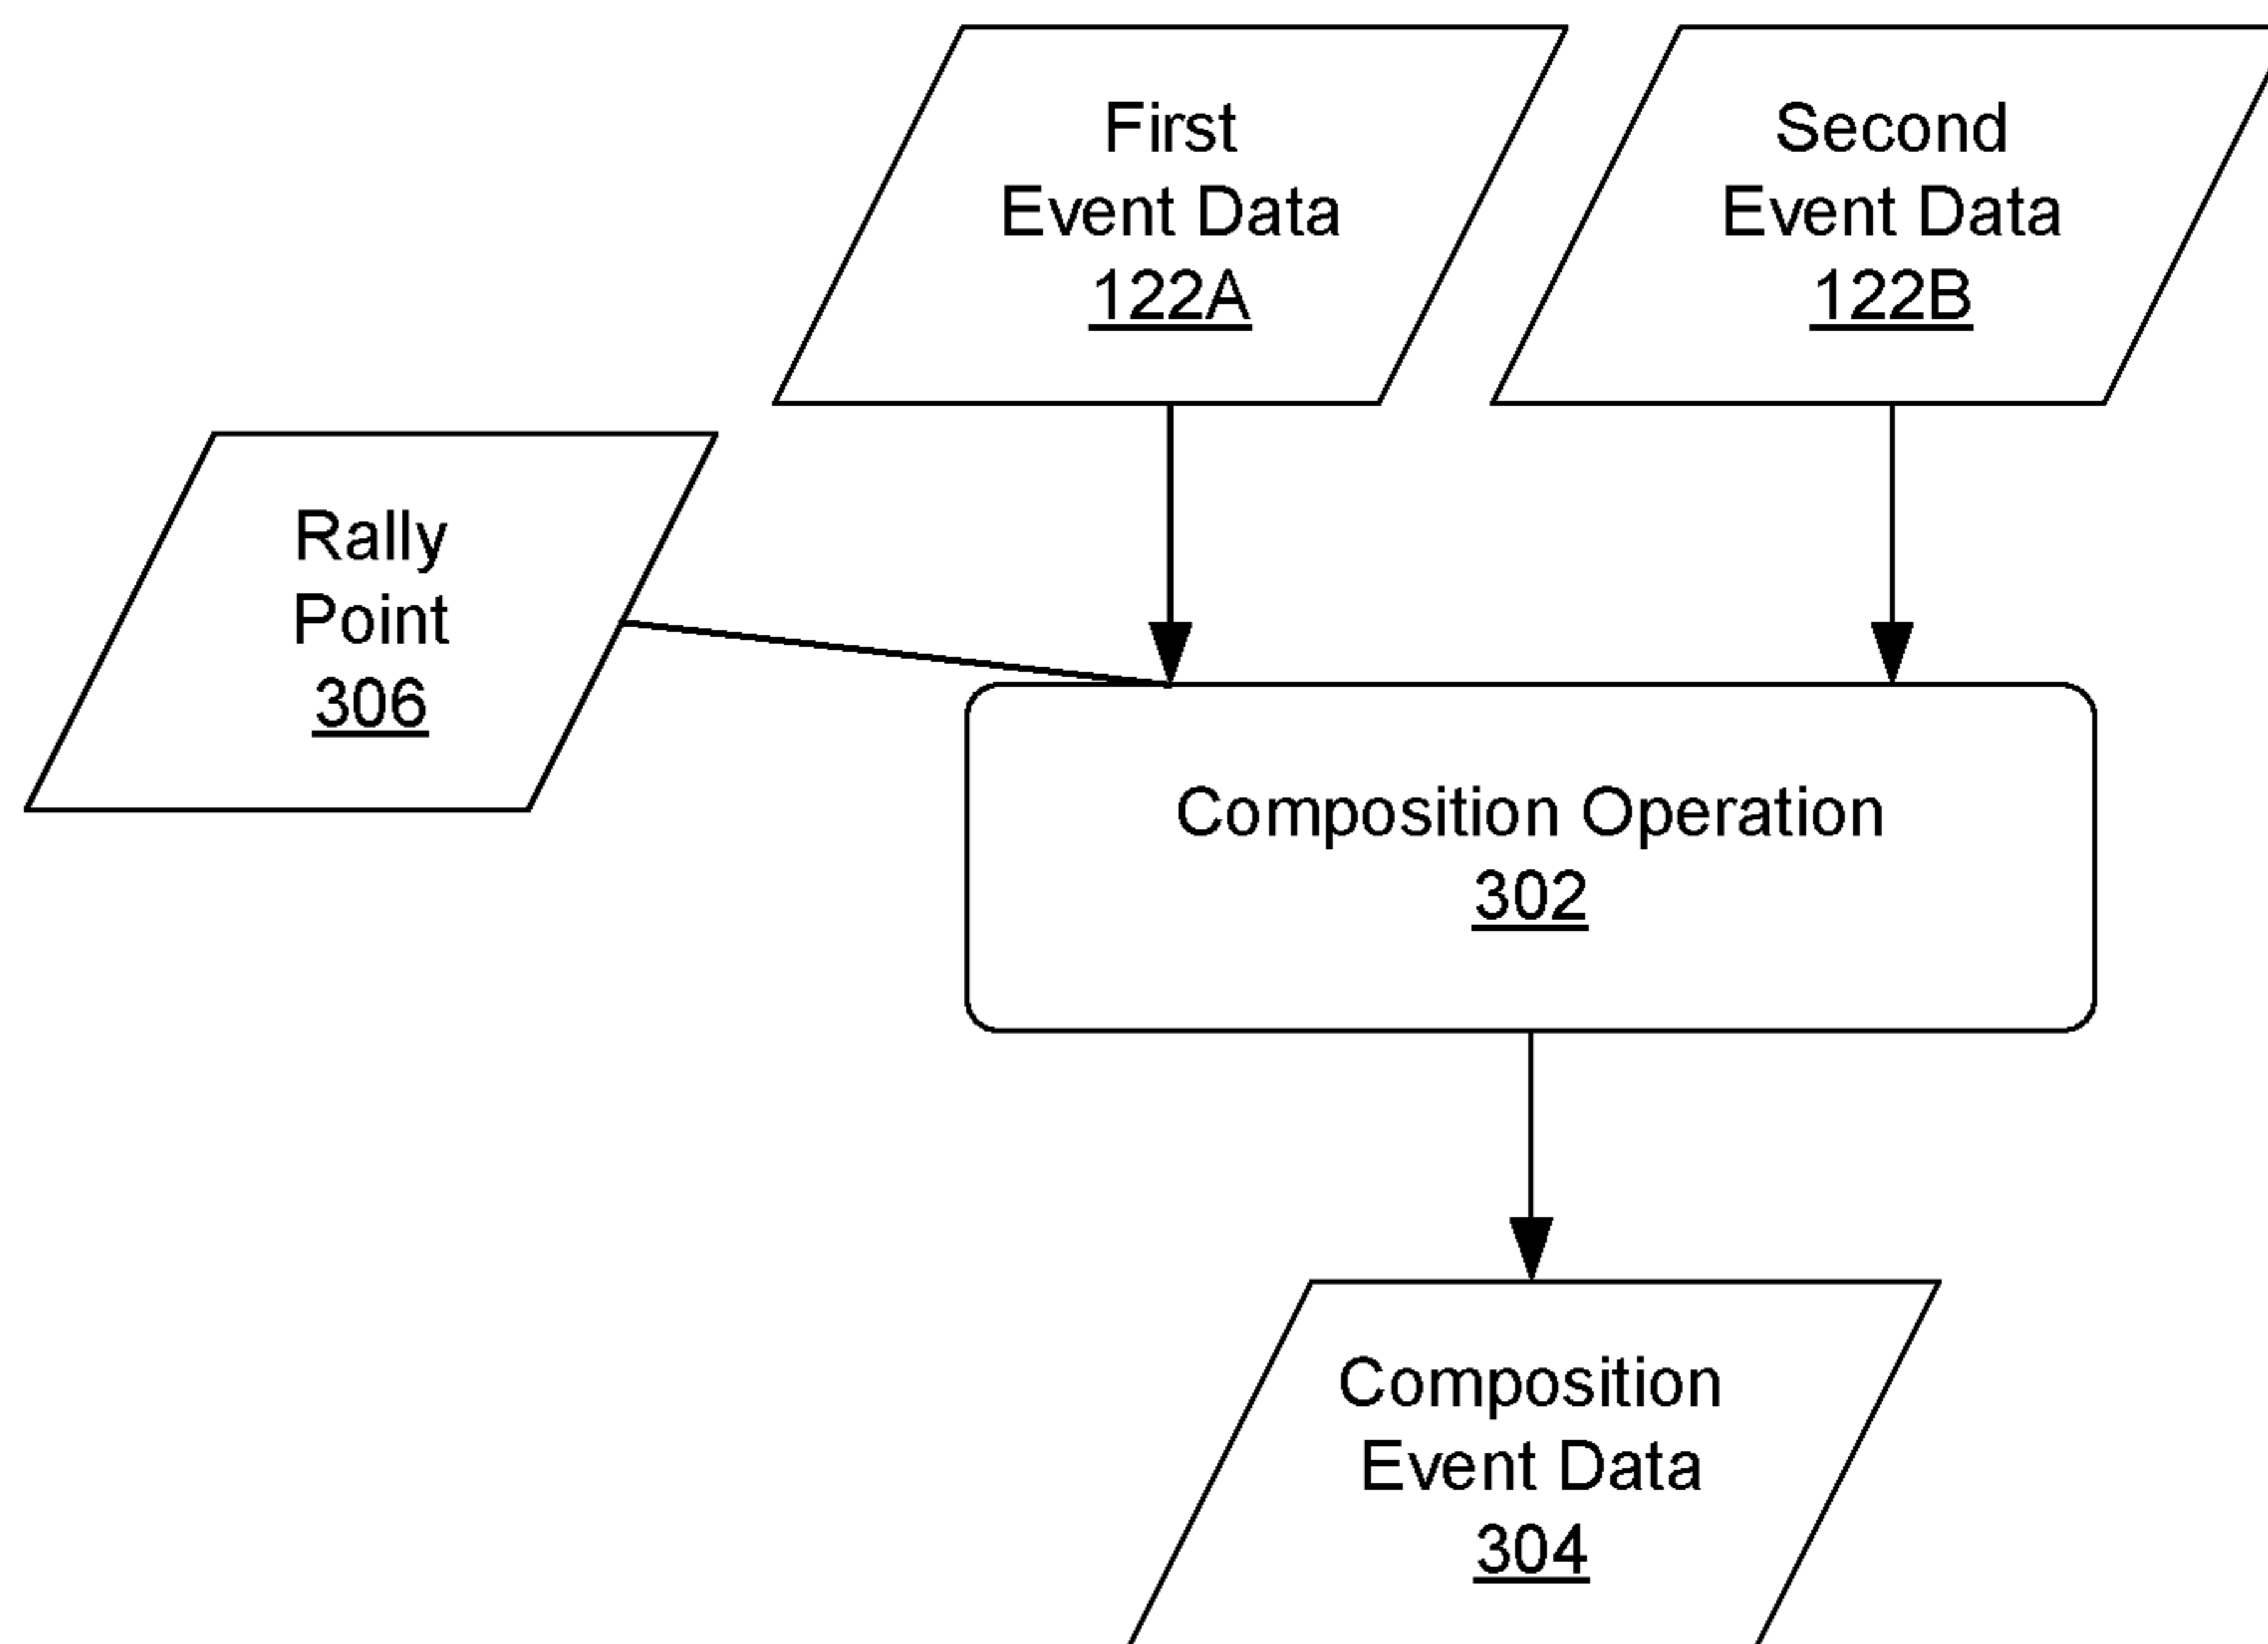 First
Event Data
122A
Second
Event Data
122B
Rally
Point
306
Composition Operation
302
Composition
Event Data
304